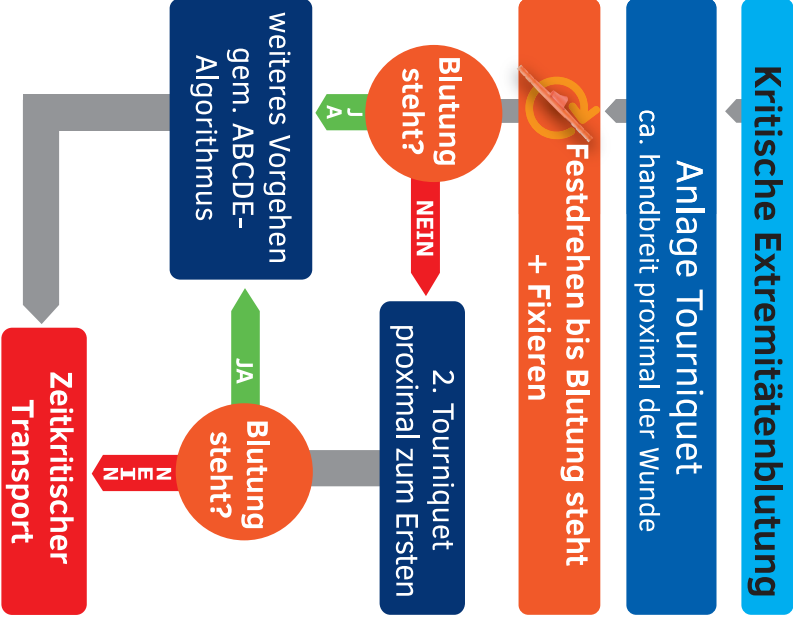 Kritische Extremitätenblutung
Anlage Tourniquet
ca. handbreit proximal der Wunde
Festdrehen bis Blutung steht
+ Fixieren
Blutung
steht?
NEIN
JA
2. Tourniquet
proximal zum Ersten
weiteres Vorgehen
gem. ABCDE-
Algorithmus
Blutung
steht?
JA
NEIN
Zeitkritischer
Transport